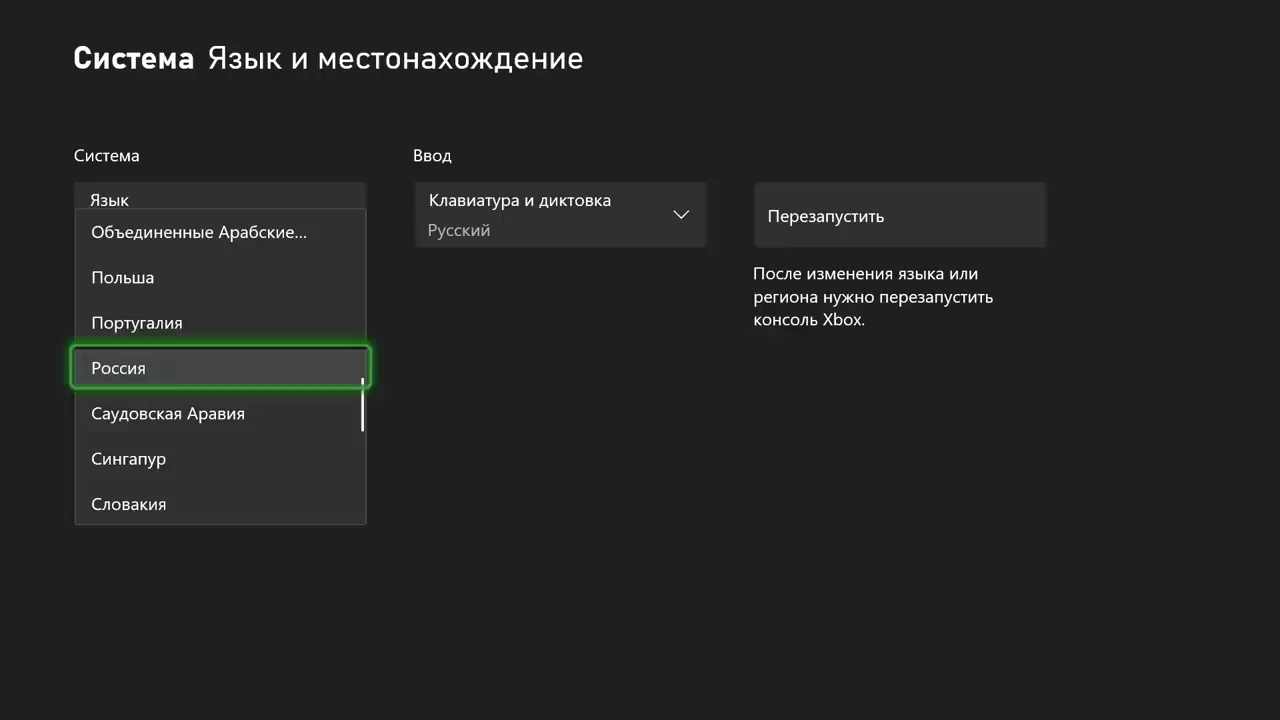 Система Язык и местонахождение
Система
Язык
Объединенные Арабские...
Польша
Португалия
Россия
Саудовская Аравия
Сингапур
Словакия
Ввод
Клавиатура и диктовка
Русский
Перезапустить
После изменения языка или
региона нужно перезапустить
консоль Xbox.